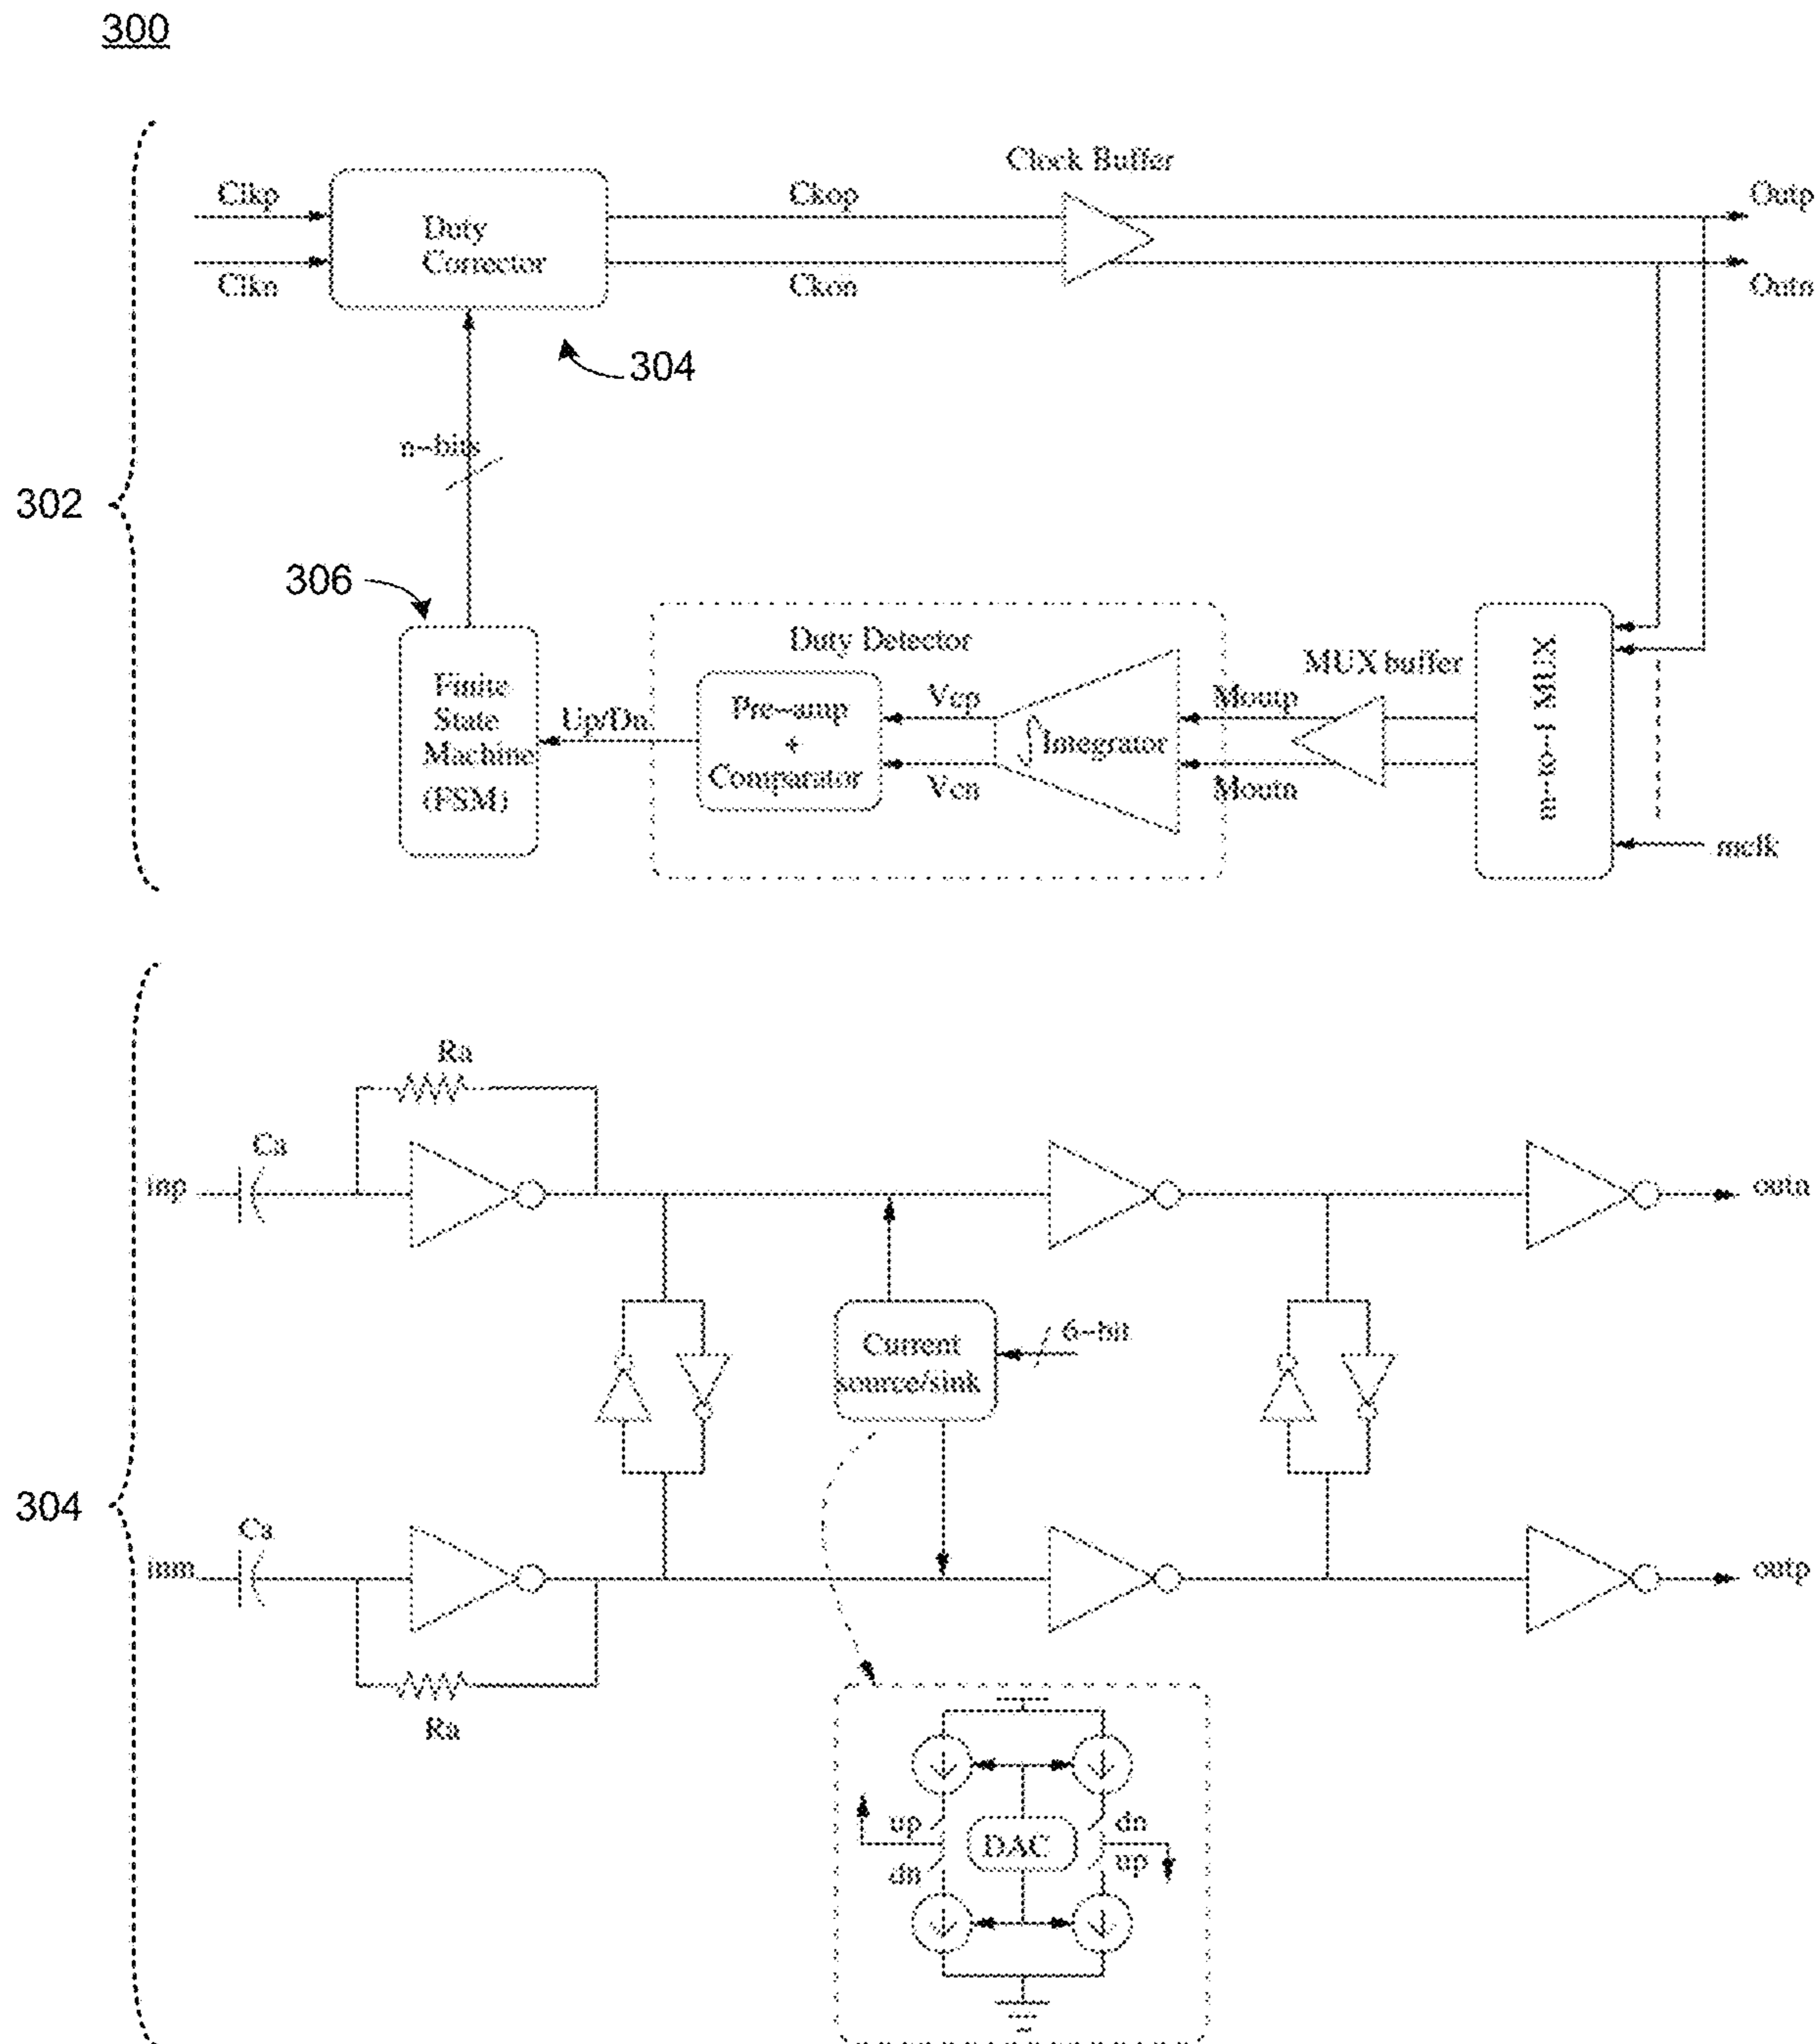 300
Clock Buffer
Clkp
Ckop
Outp
Duty
Corrector
Clkn
Ckon
Outn
304
n-bits
302
306
Duty Detector
MUX buffer
m-to-1 MUX
Finite
State
Machine
(FSM)
Up/Dn
Pre-amp
+
Comparator
Vcp
Vcn
∫
Integrator
Moutp
Moutn
mclk
Ra
Ca
inp
outn
Current
source/sink
6-bit
304
Ca
inm
outp
Ra
up
dn
DAC
dn
up